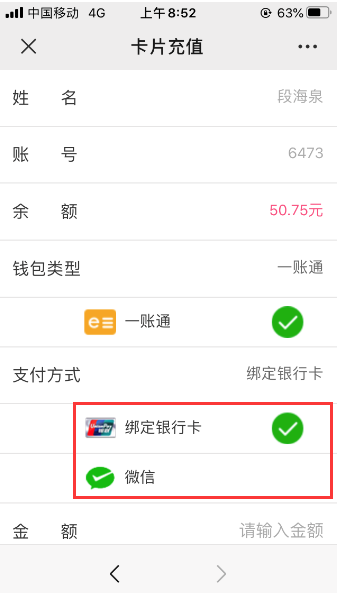 中国移动 4G 上午8:52 63%
卡片充值
姓 名 段海泉
账 号 6473
余 额 50.75元
钱包类型 一账通
一账通
支付方式 绑定银行卡
绑定银行卡
微信
金 额 请输入金额